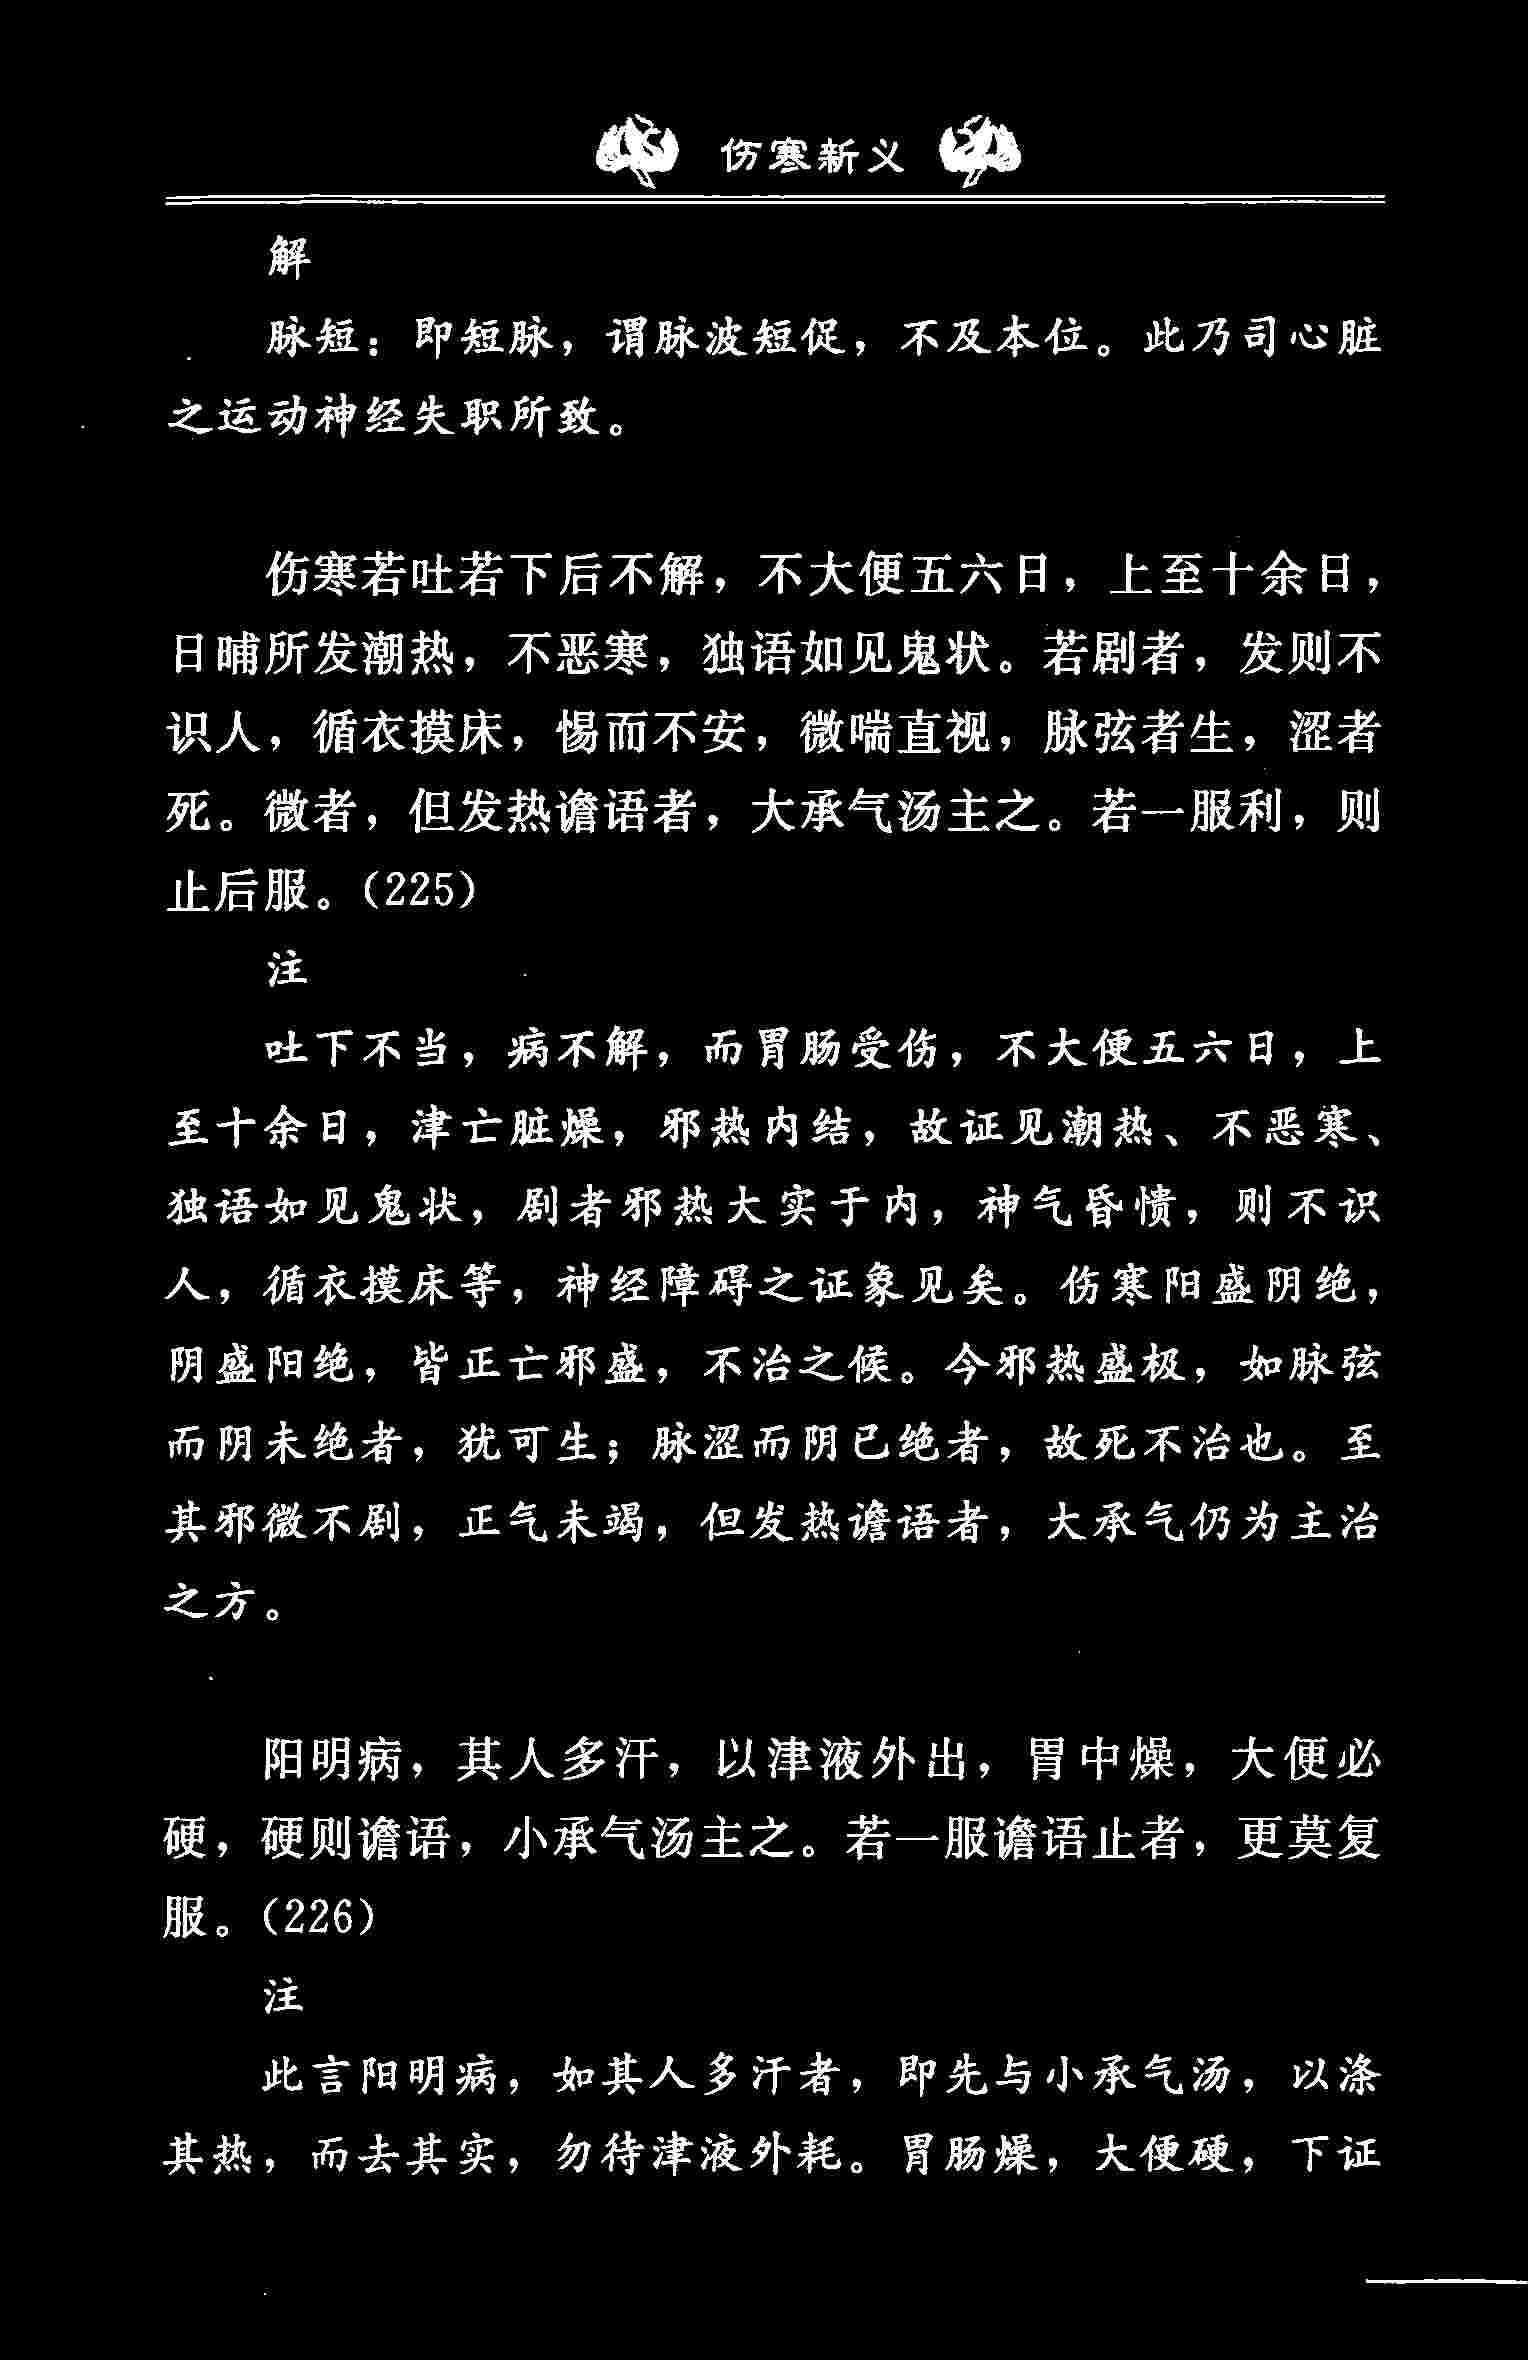 伤寒新义
解
脉短：即短脉，谓脉波短促，不及本位。此乃司心脏
之运动神经失职所致。
伤寒若吐若下后不解，不大便五六日，上至十余日，
日晡所发潮热，不恶寒，独语如见鬼状。若剧者，发则不
识人，循衣摸床，惕而不安，微喘直视，脉弦者生，涩者
死。微者，但发热谵语者，大承气汤主之。若一服利，则
止后服。（225）
注
吐下不当，病不解，而胃肠受伤，不大便五六日，上
至十余日，津亡脏燥，邪热内结，故证见潮热、不恶寒、
独语如见鬼状，剧者邪热大实于内，神气昏愦，则不识
人，循衣摸床等，神经障碍之证象见矣。伤寒阳盛阴绝，
阴盛阳绝，皆正亡邪盛，不治之候。今邪热盛极，如脉弦
而阴未绝者，犹可生；脉涩而阴已绝者，故死不治也。至
其邪微不剧，正气未竭，但发热谵语者，大承气仍为主治
之方。
阳明病，其人多汗，以津液外出，胃中燥，大便必
硬，硬则谵语，小承气汤主之。若一服谵语止者，更莫复
服。（226）
注
此言阳明病，如其人多汗者，即先与小承气汤，以涤
其热，而去其实，勿待津液外耗。胃肠燥，大便硬，下证